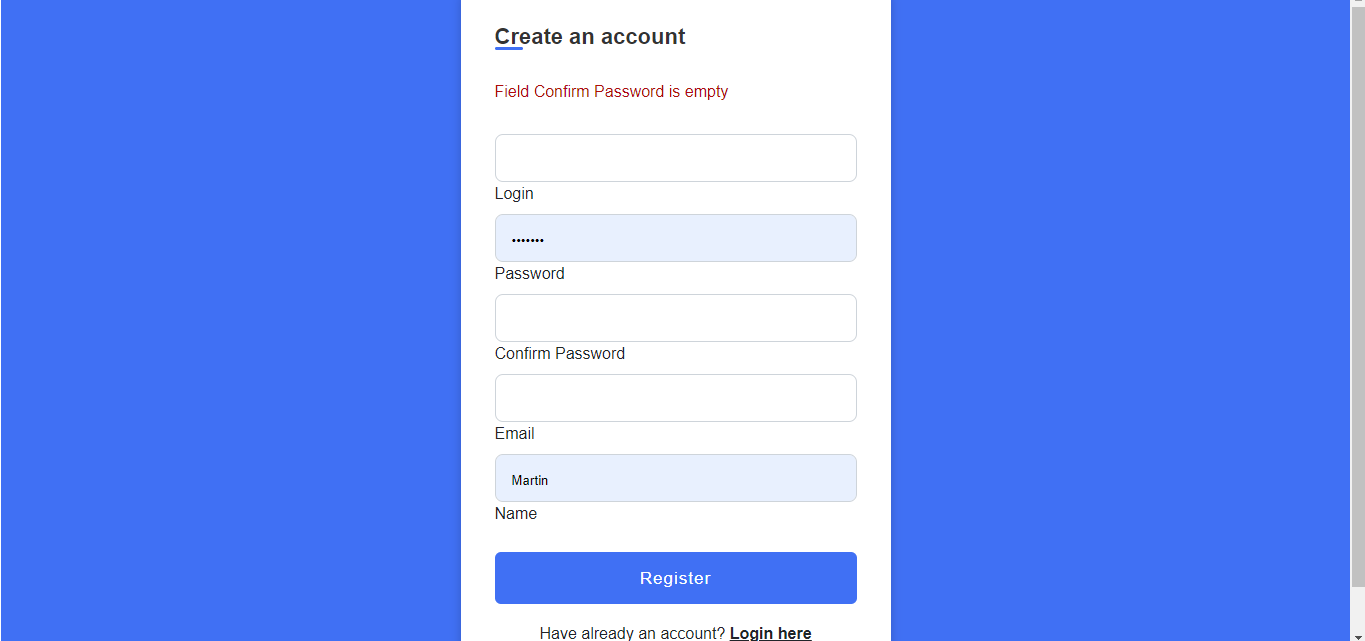 Create an account
Field Confirm Password is empty
Login
•••••••
Password
Confirm Password
Email
Martin
Name
Register
Have already an account? Login here